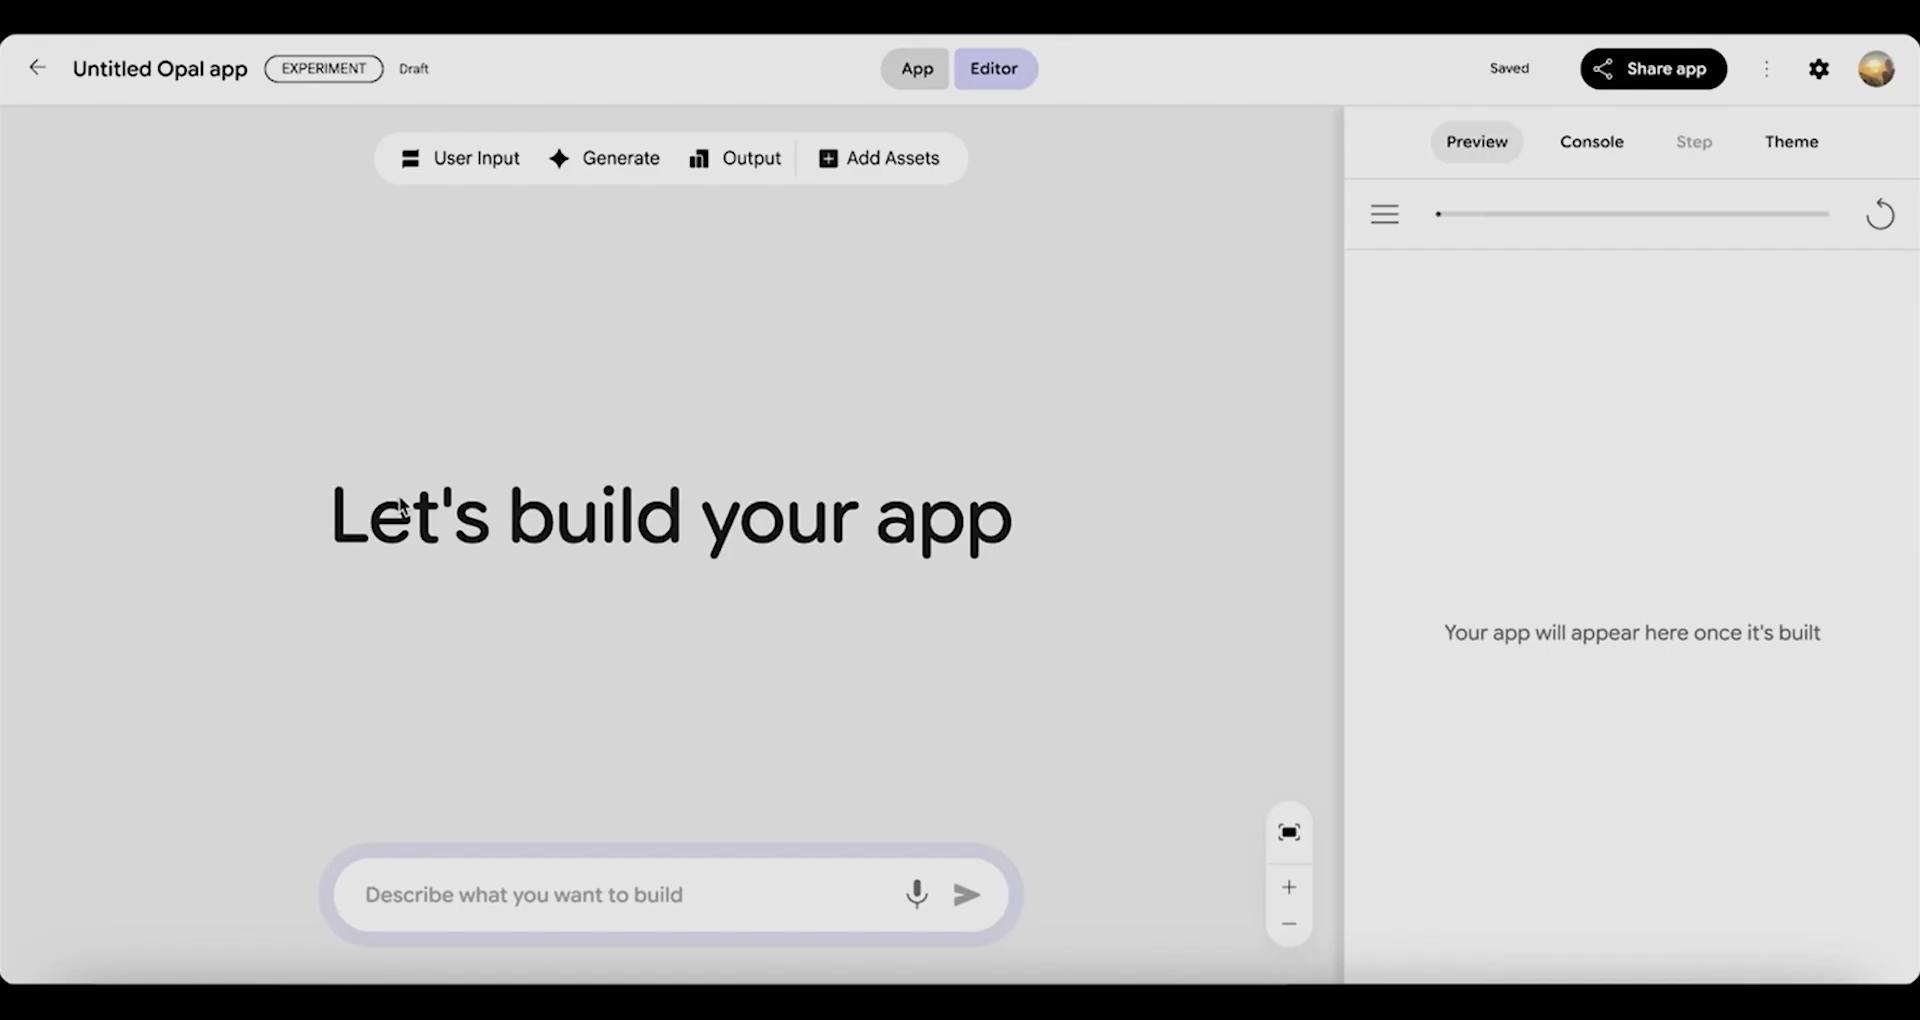 Untitled Opal app EXPERIMENT Draft App Editor Saved Share app
User Input Generate Output Add Assets
Preview Console Step Theme
Let's build your app
Your app will appear here once it's built
Describe what you want to build